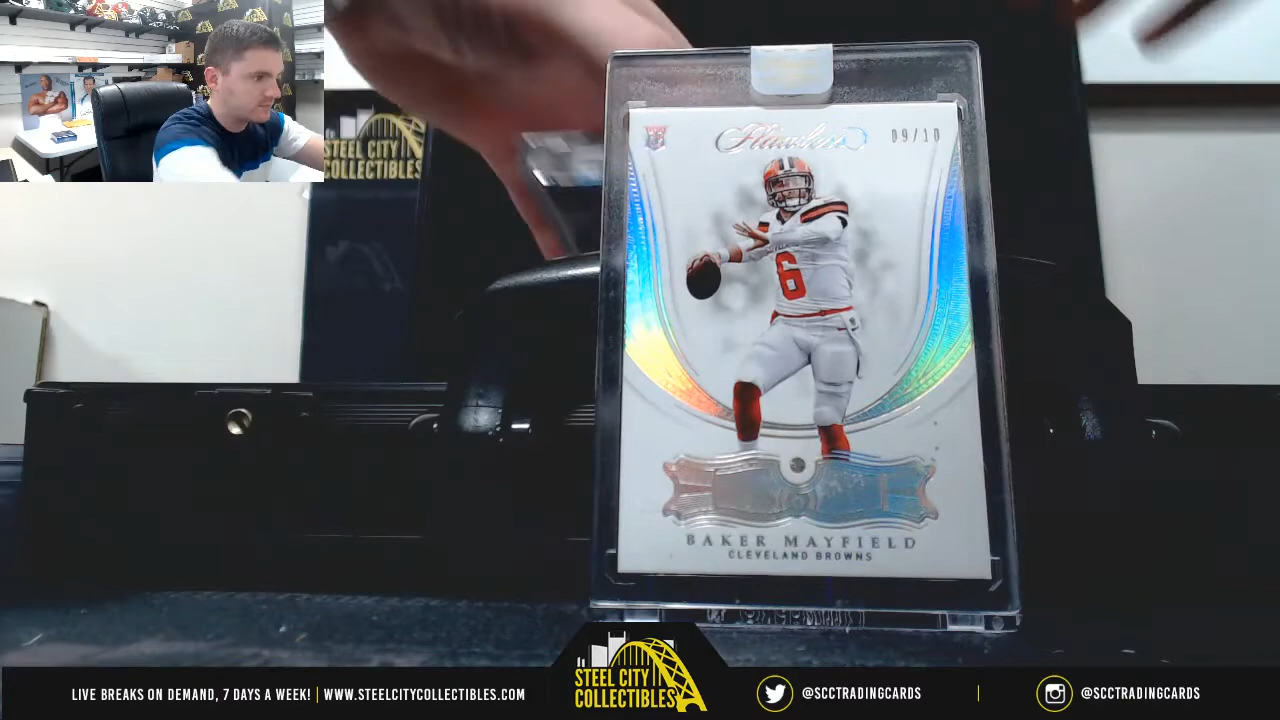 STEEL CITY
COLLECTIBLES
Flawless
09/10
6
BAKER MAYFIELD
CLEVELAND BROWNS
LIVE BREAKS ON DEMAND, 7 DAYS A WEEK! | WWW.STEELCITYCOLLECTIBLES.COM
STEEL CITY
COLLECTIBLES
@SCCTRADINGCARDS
@SCCTRADINGCARDS